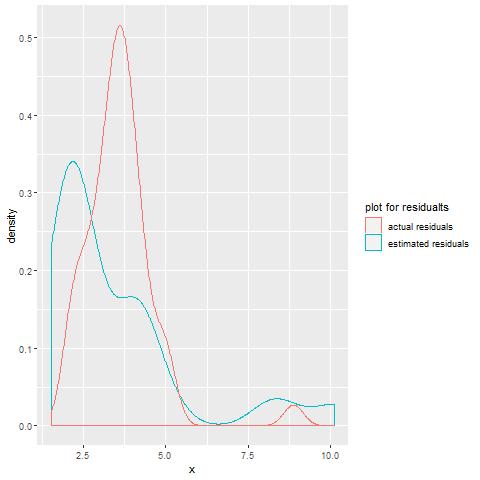 0.5
0.4
0.3
0.2
0.1
0.0
density
2.5 5.0 7.5 10.0
x
plot for residualts
actual residuals
estimated residuals